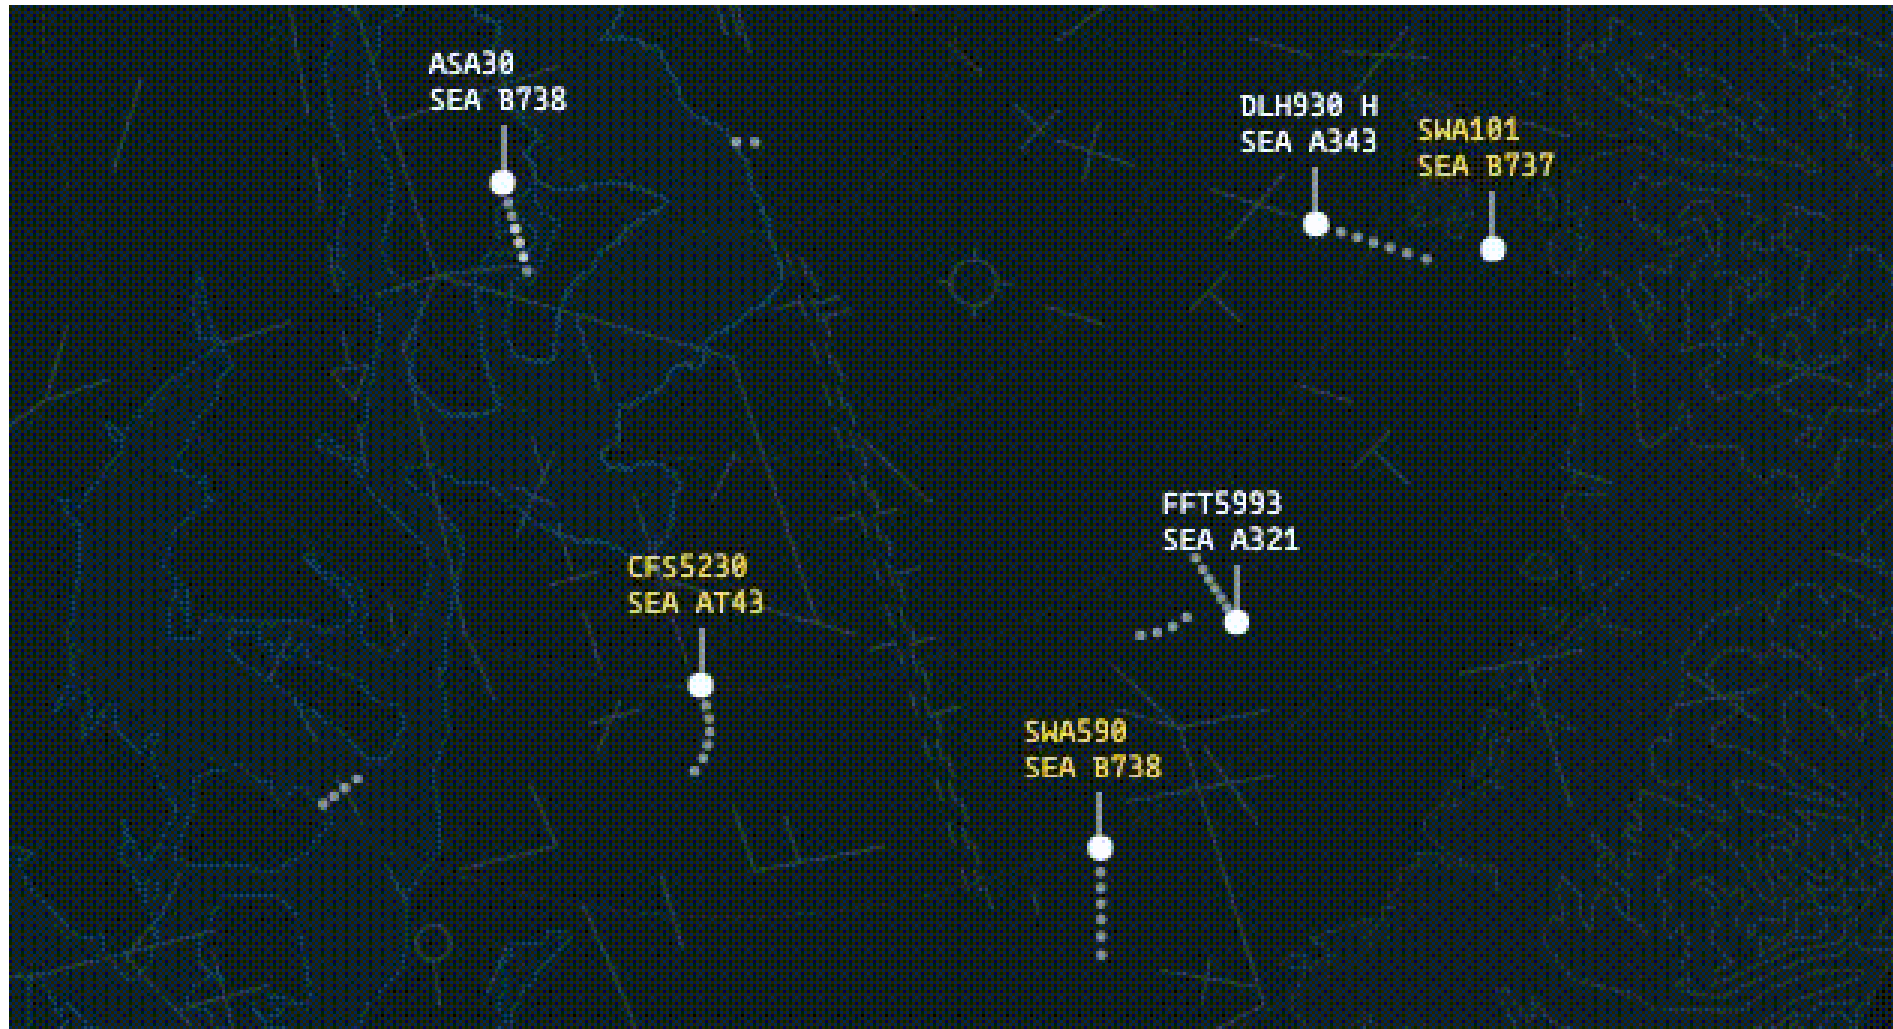 ASA30
SEA B738
DLH930 H
SEA A343
SWA101
SEA B737
FFT5993
SEA A321
CFS5230
SEA AT43
SWA590
SEA B738